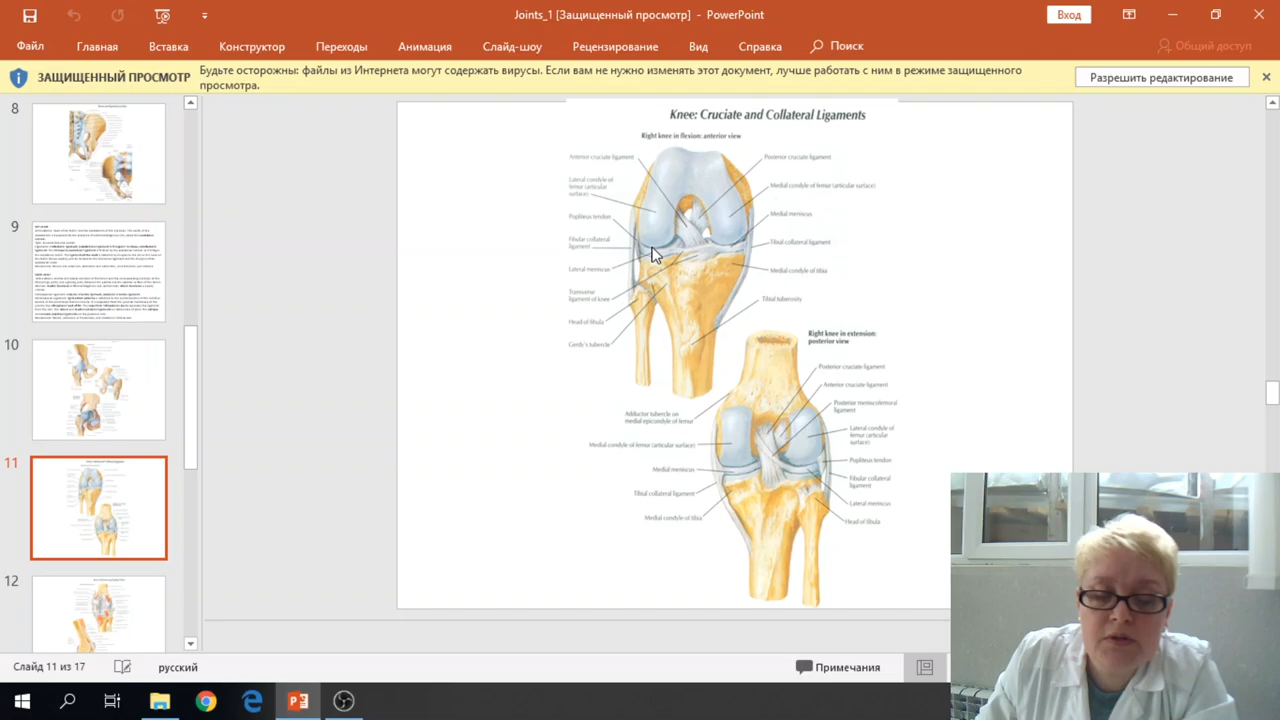 Joints_1 [Защищенный просмотр] - PowerPoint
Вход
Файл
Главная
Вставка
Конструктор
Переходы
Анимация
Слайд-шоу
Рецензирование
Вид
Справка
Поиск
Общий доступ
ЗАЩИЩЕННЫЙ ПРОСМОТР
Будьте осторожны: файлы из Интернета могут содержать вирусы. Если вам не нужно изменять этот документ, лучше работать с ним в режиме защищенного
просмотра.
Разрешить редактирование
8
9
10
11
12
Knee: Cruciate and Collateral Ligaments
Right knee in flexion: anterior view
Anterior cruciate ligament
Lateral condyle of
femur (articular
surface)
Popliteus tendon
Fibular collateral
ligament
Lateral meniscus
Transverse
ligament of knee
Head of fibula
Gerdy's tubercle
Posterior cruciate ligament
Medial condyle of femur (articular surface)
Medial meniscus
Tibial collateral ligament
Medial condyle of tibia
Tibial tuberosity
Right knee in extension:
posterior view
Posterior cruciate ligament
Anterior cruciate ligament
Posterior meniscofemoral
ligament
Lateral condyle of
femur (articular
surface)
Popliteus tendon
Fibular collateral
ligament
Lateral meniscus
Head of fibula
Adductor tubercle on
medial epicondyle of femur
Medial condyle of femur (articular surface)
Medial meniscus
Tibial collateral ligament
Medial condyle of tibia
Слайд 11 из 17
русский
Примечания